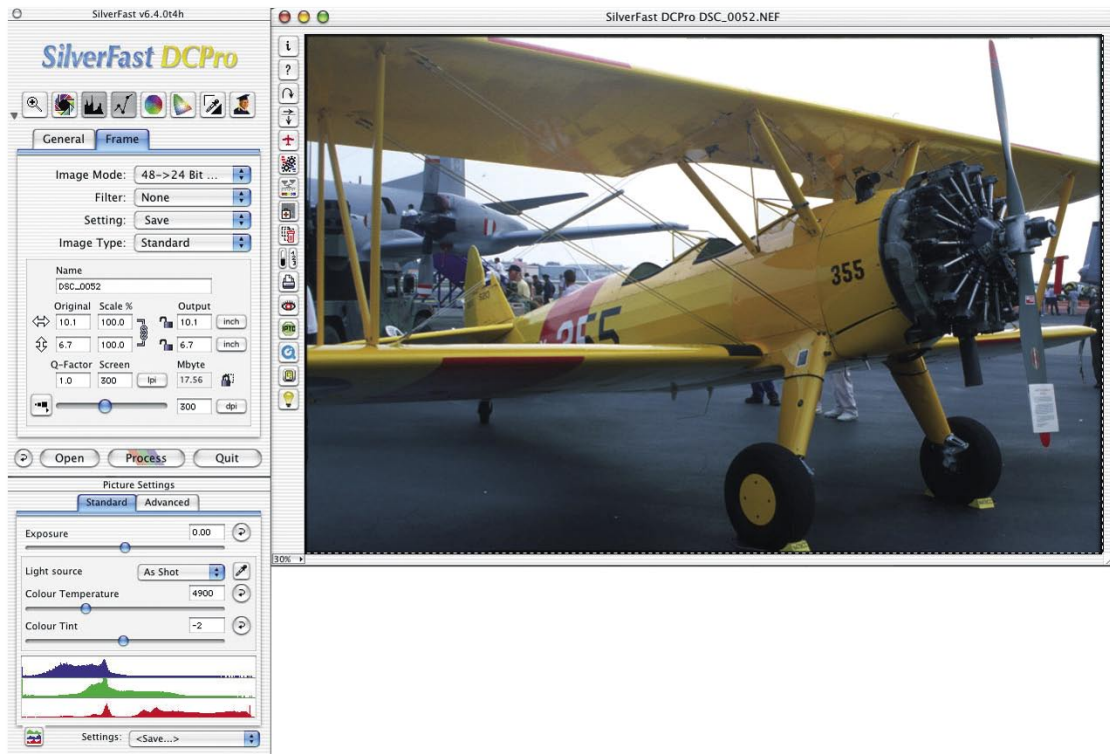 SilverFast v6.4.0t4h
SilverFast DCPro
General Frame
Image Mode: 48->24 Bit ...
Filter: None
Setting: Save
Image Type: Standard
Name
DSC_0052
Original Scale % Output
10.1 100.0 10.1 inch
6.7 100.0 6.7 inch
Q-Factor Screen Mbyte
1.0 300 lpi 17.56
300 dpi
Open Process Quit
Picture Settings
Standard Advanced
Exposure 0.00
Light source As Shot
Colour Temperature 4900
Colour Tint -2
Settings: <Save...>
SilverFast DCPro DSC_0052.NEF
i
?
IPTC
30%
355
355